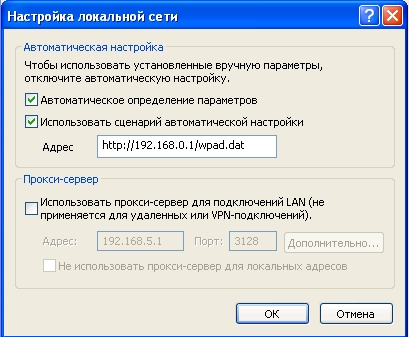 Настройка локальной сети
Автоматическая настройка
Чтобы использовать установленные вручную параметры,
отключите автоматическую настройку.
Автоматическое определение параметров
Использовать сценарий автоматической настройки
Адрес http://192.168.0.1/wpad.dat
Прокси-сервер
Использовать прокси-сервер для подключений LAN (не
применяется для удаленных или VPN-подключений).
Адрес: 192.168.5.1 Порт: 3128 Дополнительно...
Не использовать прокси-сервер для локальных адресов
ОК Отмена